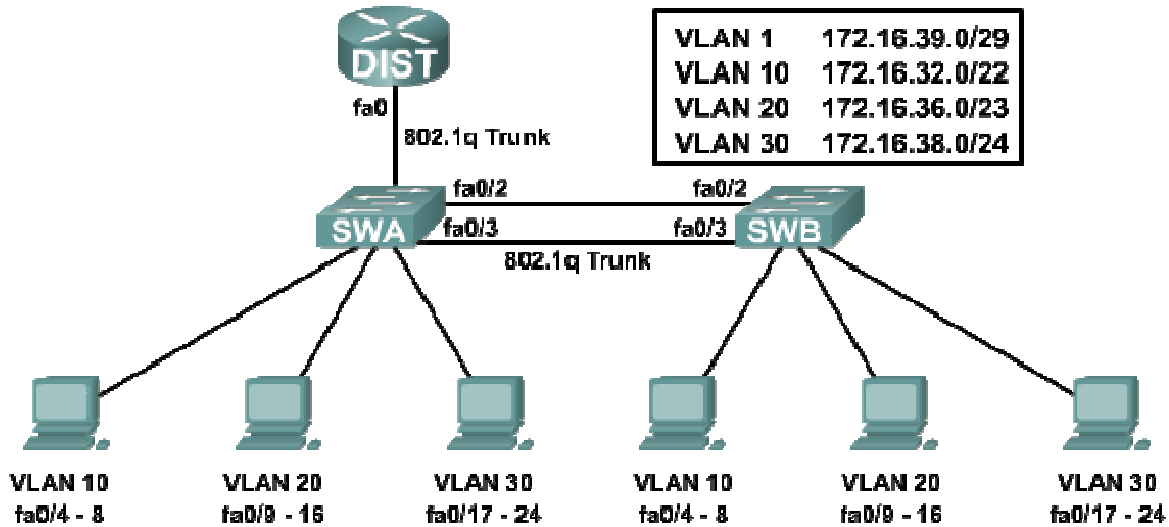 DIST
fa0
802.1q Trunk
VLAN 1 172.16.39.0/29
VLAN 10 172.16.32.0/22
VLAN 20 172.16.36.0/23
VLAN 30 172.16.38.0/24
fa0/2 fa0/2
SWA fa0/3 fa0/3 SWB
802.1q Trunk
VLAN 10 VLAN 20 VLAN 30 VLAN 10 VLAN 20 VLAN 30
fa0/4 - 8 fa0/9 - 16 fa0/17 - 24 fa0/4 - 8 fa0/9 - 16 fa0/17 - 24